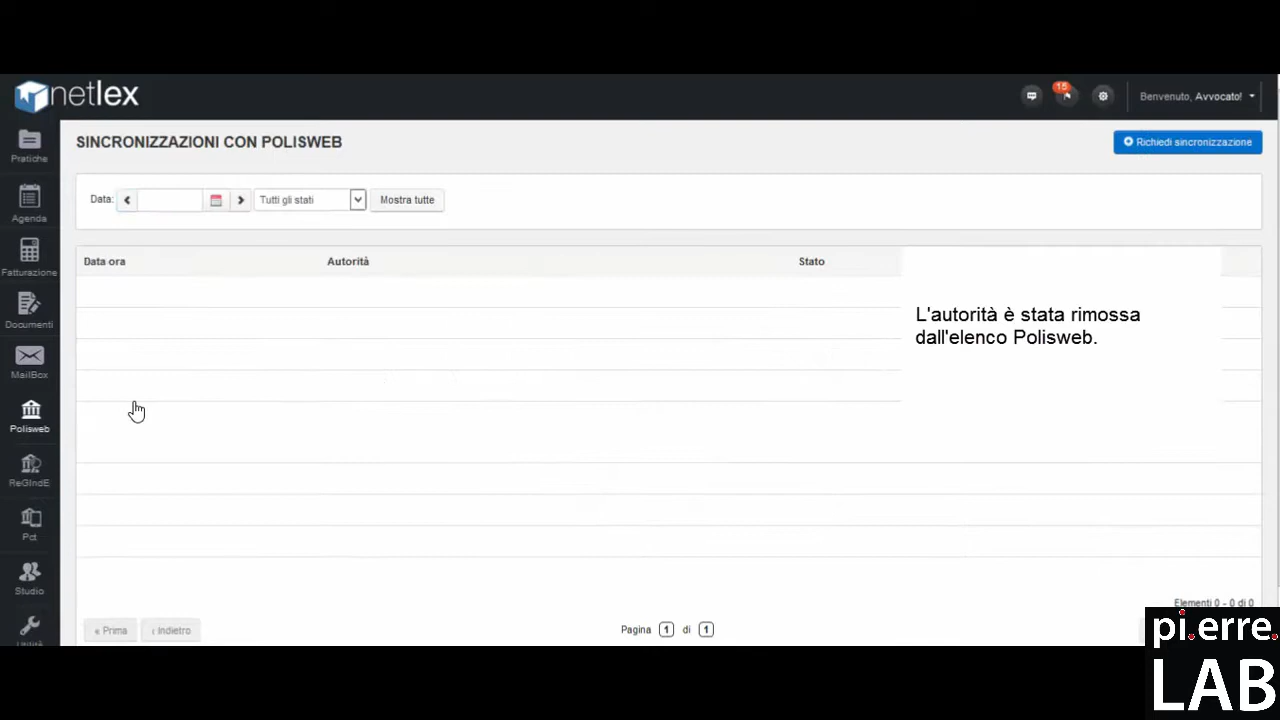 netlex
15
Benvenuto, Avvocato!
Pratiche
SINCRONIZZAZIONI CON POLISWEB
Richiedi sincronizzazione
Agenda
Data:
Tutti gli stati
Mostra tutte
Fatturazione
Data ora
Autorità
Stato
Documenti
L'autorità è stata rimossa
dall'elenco Polisweb.
MailBox
Polisweb
ReGIndE
Pct
Studio
Elementi 0 - 0 di 0
« Prima
‹ Indietro
Pagina 1 di 1
pi.erre.
LAB